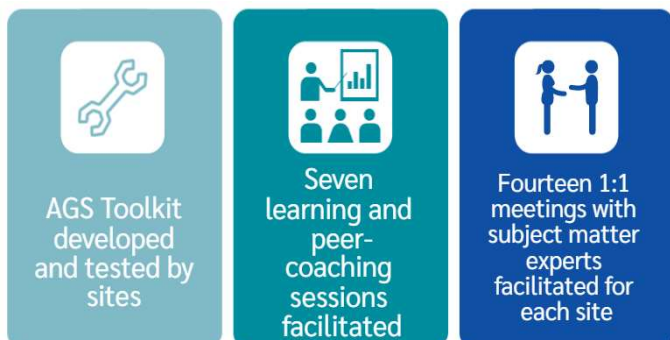 AGS Toolkit
developed
and tested by
sites
Seven
learning and
peer-
coaching
sessions
facilitated
Fourteen 1:1
meetings with
subject matter
experts
facilitated for
each site